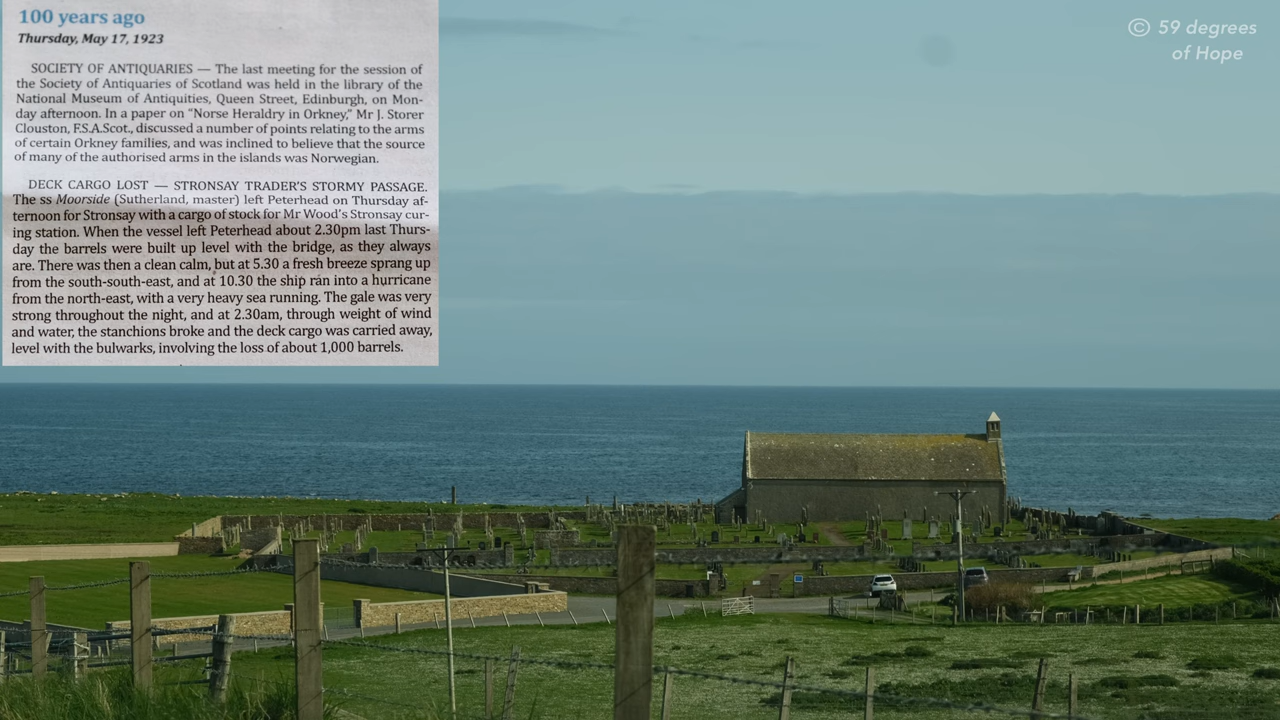 100 years ago
Thursday, May 17, 1923
SOCIETY OF ANTIQUARIES — The last meeting for the session of
the Society of Antiquaries of Scotland was held in the library of the
National Museum of Antiquities, Queen Street, Edinburgh, on Mon-
day afternoon. In a paper on “Norse Heraldry in Orkney,” Mr J. Storer
Clouston, F.S.A.Scot., discussed a number of points relating to the arms
of certain Orkney families, and was inclined to believe that the source
of many of the authorised arms in the islands was Norwegian.
DECK CARGO LOST — STRONSAY TRADER’S STORMY PASSAGE.
The ss Moorside (Sutherland, master) left Peterhead on Thursday af-
ternoon for Stronsay with a cargo of stock for Mr Wood’s Stronsay cur-
ing station. When the vessel left Peterhead about 2.30pm last Thurs-
day the barrels were built up level with the bridge, as they always
are. There was then a clean calm, but at 5.30 a fresh breeze sprang up
from the south-south-east, and at 10.30 the ship ran into a hurricane
from the north-east, with a very heavy sea running. The gale was very
strong throughout the night, and at 2.30am, through weight of wind
and water, the stanchions broke and the deck cargo was carried away,
level with the bulwarks, involving the loss of about 1,000 barrels.
© 59 degrees
of Hope